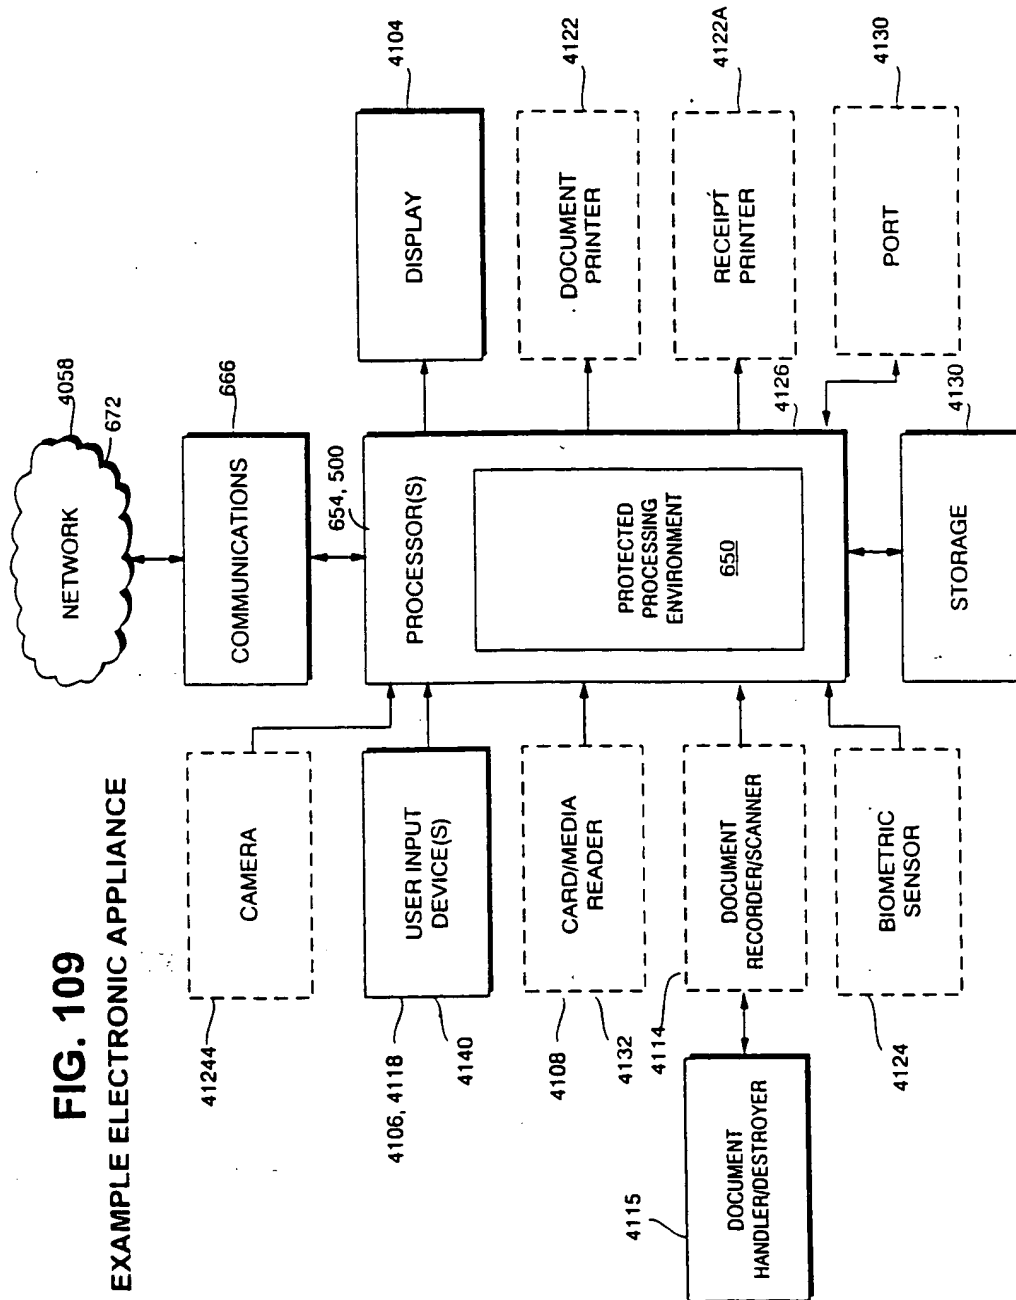 FIG. 109
EXAMPLE ELECTRONIC APPLIANCE
NETWORK
4058
672
COMMUNICATIONS
666
CAMERA
41244
USER INPUT
DEVICE(S)
4106, 4118
4140
CARD/MEDIA
READER
4108
4132
DOCUMENT
RECORDER/SCANNER
4114
DOCUMENT
HANDLER/DESTROYER
4115
BIOMETRIC
SENSOR
4124
PROCESSOR(S)
654, 500
PROTECTED
PROCESSING
ENVIRONMENT
650
4126
DISPLAY
4104
DOCUMENT
PRINTER
4122
RECEIPT
PRINTER
4122A
PORT
4130
STORAGE
4130